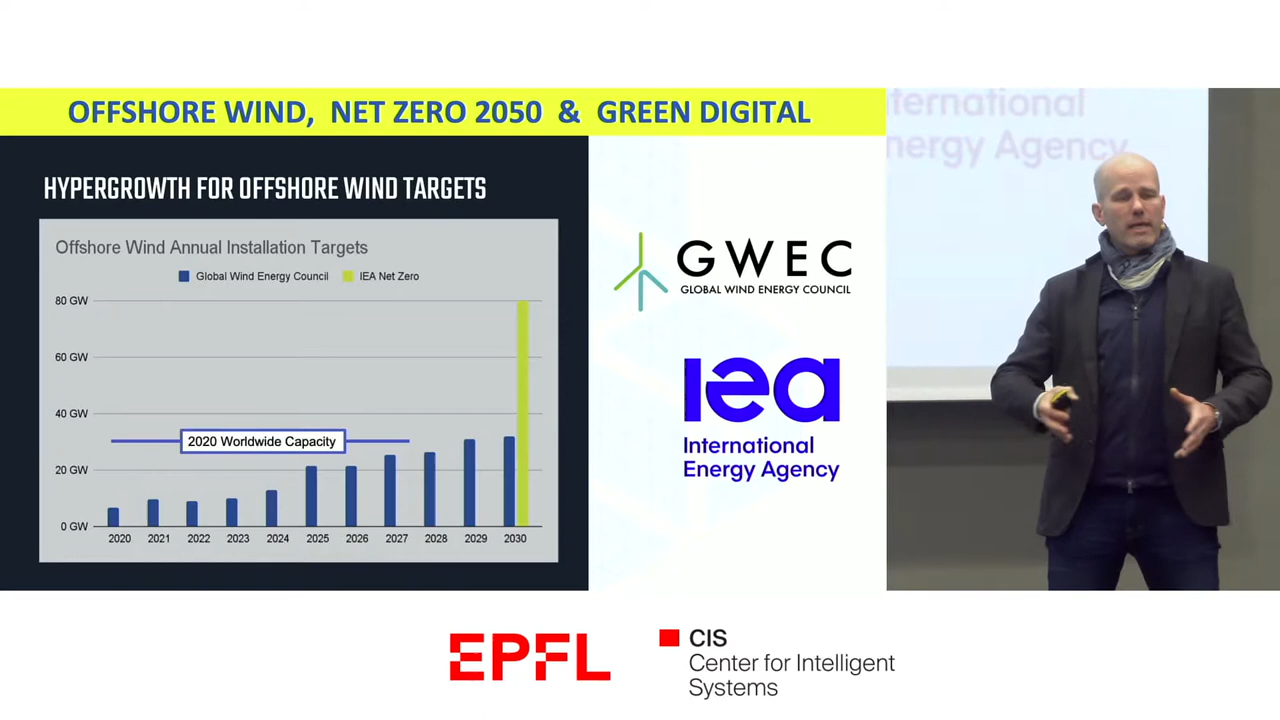 OFFSHORE WIND, NET ZERO 2050 & GREEN DIGITAL
HYPERGROWTH FOR OFFSHORE WIND TARGETS
Offshore Wind Annual Installation Targets
Global Wind Energy Council
IEA Net Zero
80 GW
60 GW
40 GW
2020 Worldwide Capacity
20 GW
0 GW
2020 2021 2022 2023 2024 2025 2026 2027 2028 2029 2030
GWEC
GLOBAL WIND ENERGY COUNCIL
iea
International
Energy Agency
ternational
nergy Agency
EPFL
CIS
Center for Intelligent
Systems